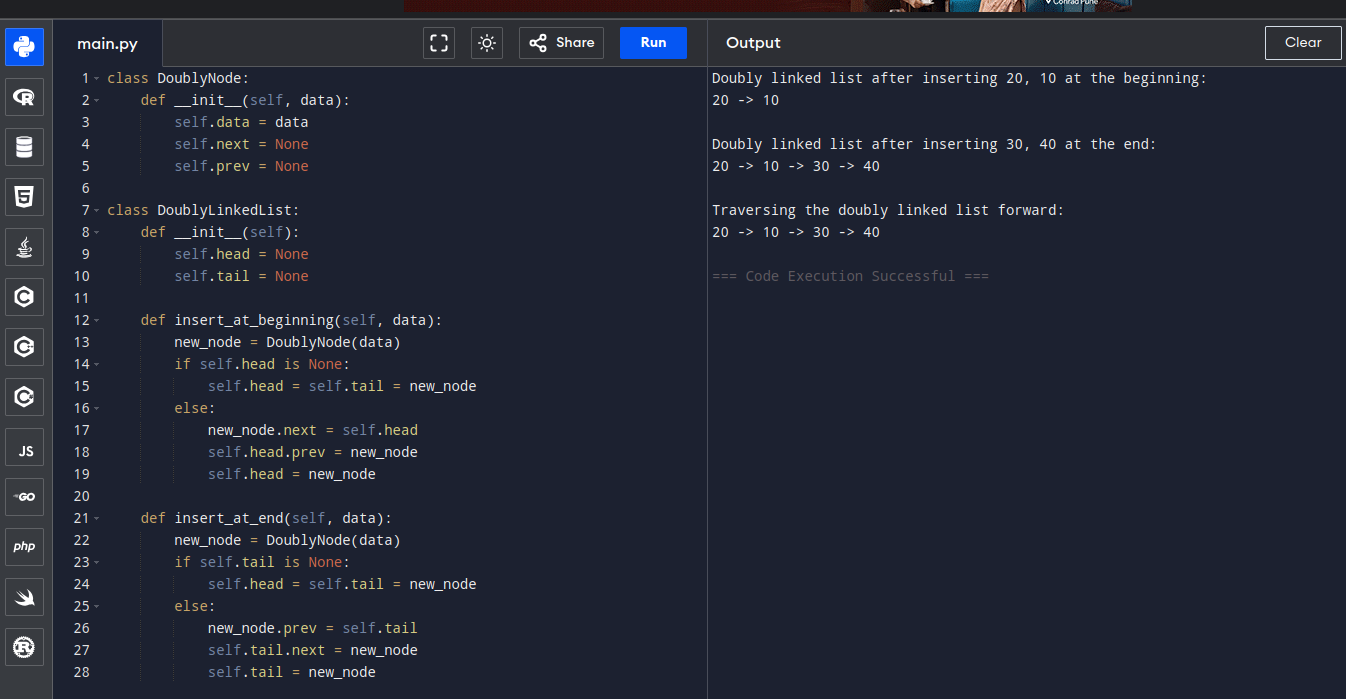 Conrad Pune
main.py
Share
Run
Output
Clear
1 class DoublyNode:
2     def __init__(self, data):
3         self.data = data
4         self.next = None
5         self.prev = None
6
7 class DoublyLinkedList:
8     def __init__(self):
9         self.head = None
10         self.tail = None
11
12     def insert_at_beginning(self, data):
13         new_node = DoublyNode(data)
14         if self.head is None:
15             self.head = self.tail = new_node
16         else:
17             new_node.next = self.head
18             self.head.prev = new_node
19             self.head = new_node
20
21     def insert_at_end(self, data):
22         new_node = DoublyNode(data)
23         if self.tail is None:
24             self.head = self.tail = new_node
25         else:
26             new_node.prev = self.tail
27             self.tail.next = new_node
28             self.tail = new_node
Doubly linked list after inserting 20, 10 at the beginning:
20 -> 10
Doubly linked list after inserting 30, 40 at the end:
20 -> 10 -> 30 -> 40
Traversing the doubly linked list forward:
20 -> 10 -> 30 -> 40
=== Code Execution Successful ===
R
5
C
C++
C#
JS
GO
php
R